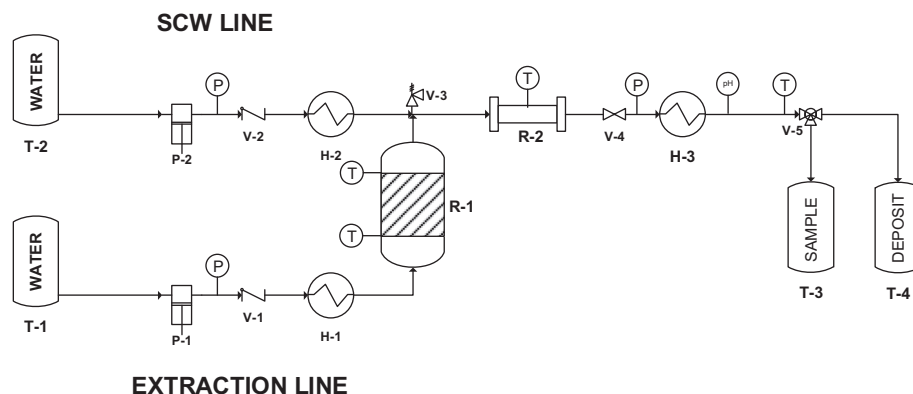 SCW LINE
WATER
T-2
P-2
P
V-2
H-2
V-3
T
R-2
V-4
P
H-3
pH
T
V-5
T
T
R-1
SAMPLE
T-3
DEPOSIT
T-4
WATER
T-1
P-1
P
V-1
H-1
EXTRACTION LINE